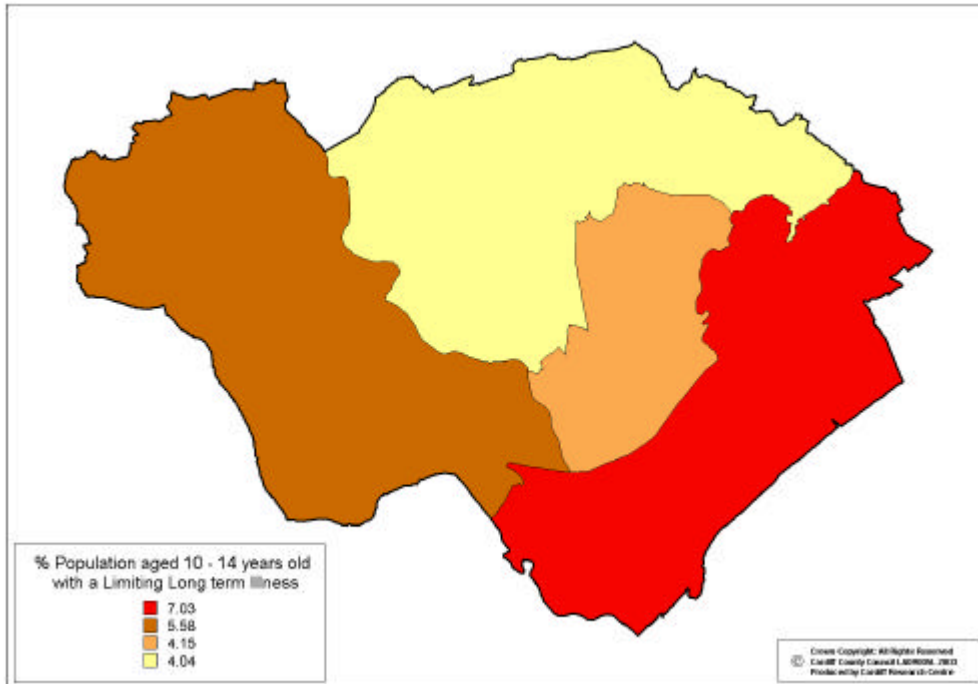 % Population aged 10 - 14 years old
with a Limiting Long term Illness
7.03
5.58
4.15
4.04
© Crown Copyright: All Rights Reserved
Cardiff County Council 2003
Produced by Cardiff Research Centre